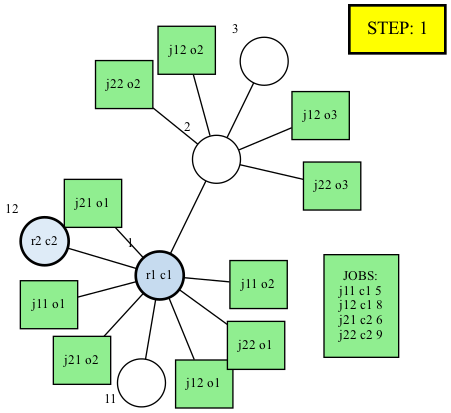 STEP: 1
3
j12 o2
j22 o2
j12 o3
2
j22 o3
j21 o1
12
1
r2 c2
r1 c1
j11 o2
j11 o1
j22 o1
j21 o2
j12 o1
11
JOBS:
j11 c1 5
j12 c1 8
j21 c2 6
j22 c2 9